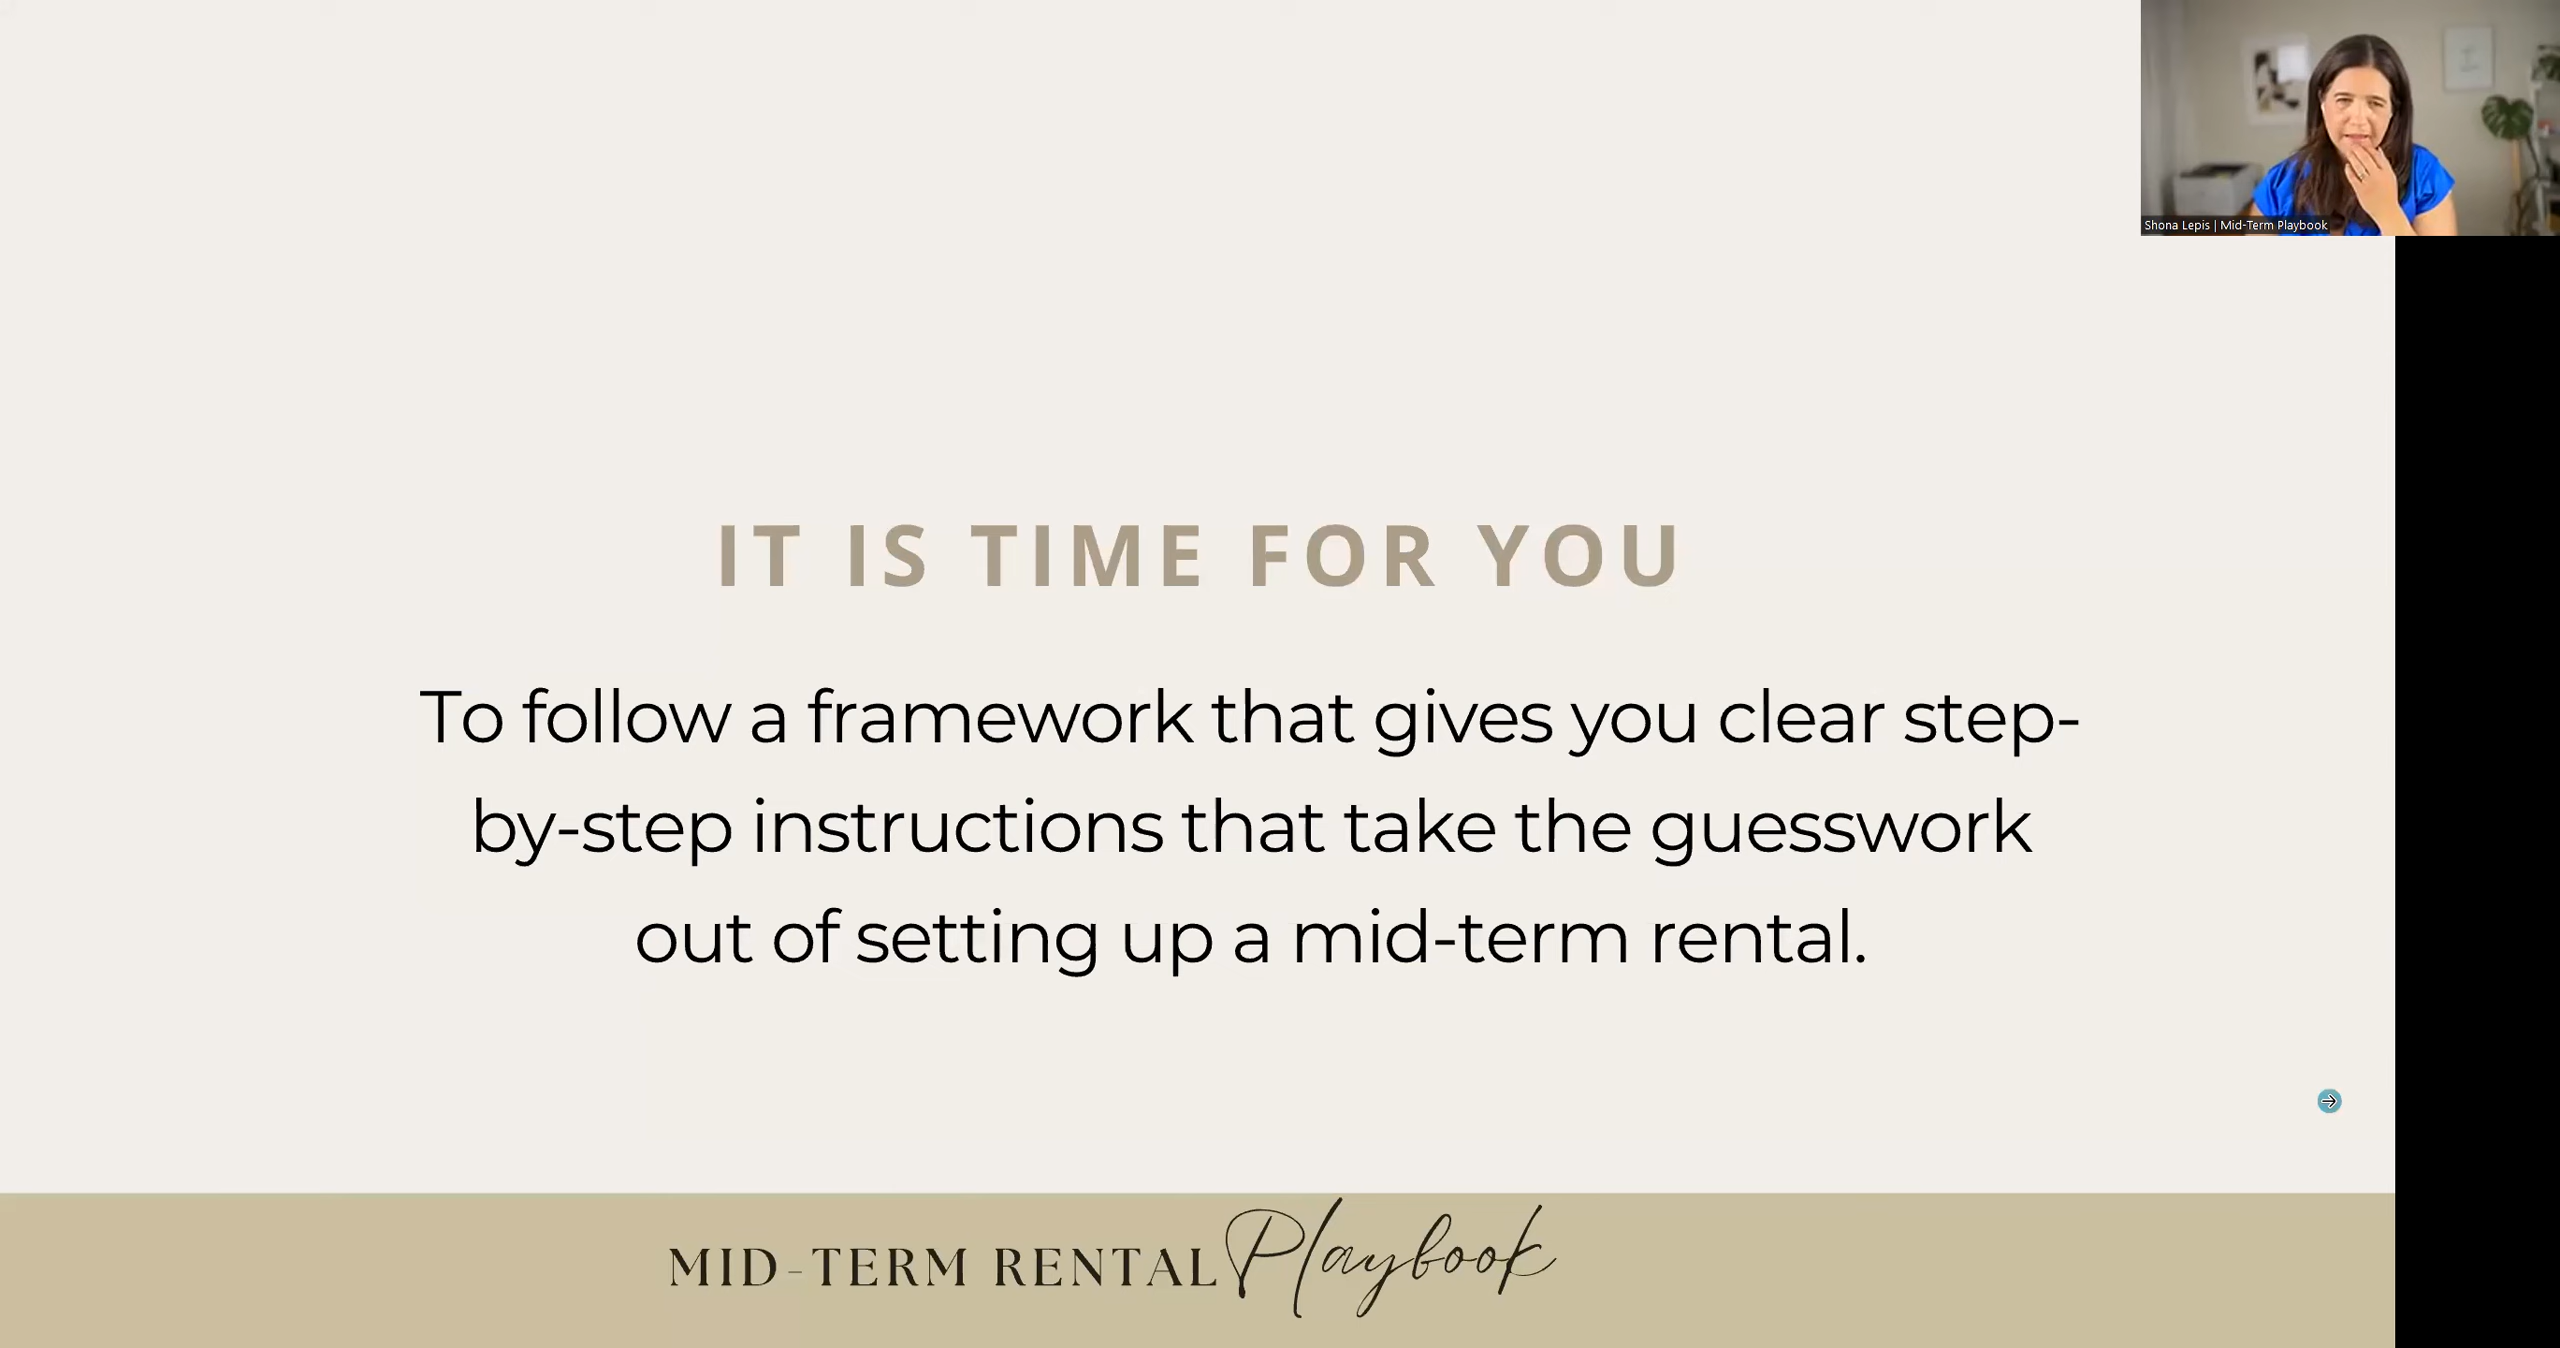 Shona Lepis | Mid-Term Playbook
IT IS TIME FOR YOU
To follow a framework that gives you clear step-
by-step instructions that take the guesswork
out of setting up a mid-term rental.
MID-TERM RENTAL Playbook